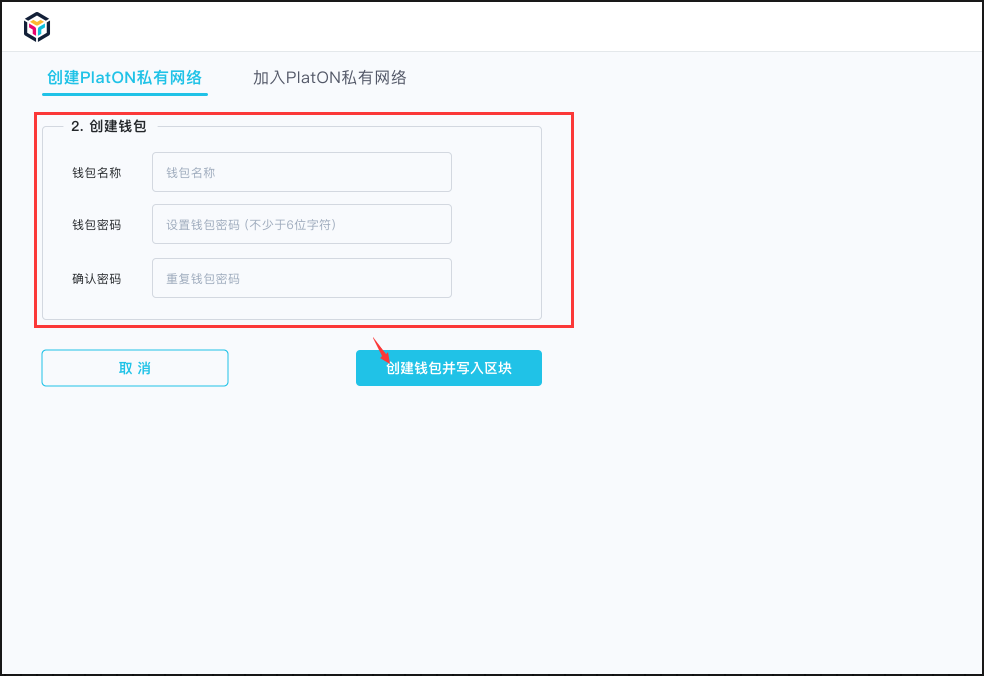 创建PlatON私有网络 加入PlatON私有网络
2. 创建钱包
钱包名称 钱包名称
钱包密码 设置钱包密码 (不少于6位字符)
确认密码 重复钱包密码
取 消 创建钱包并写入区块